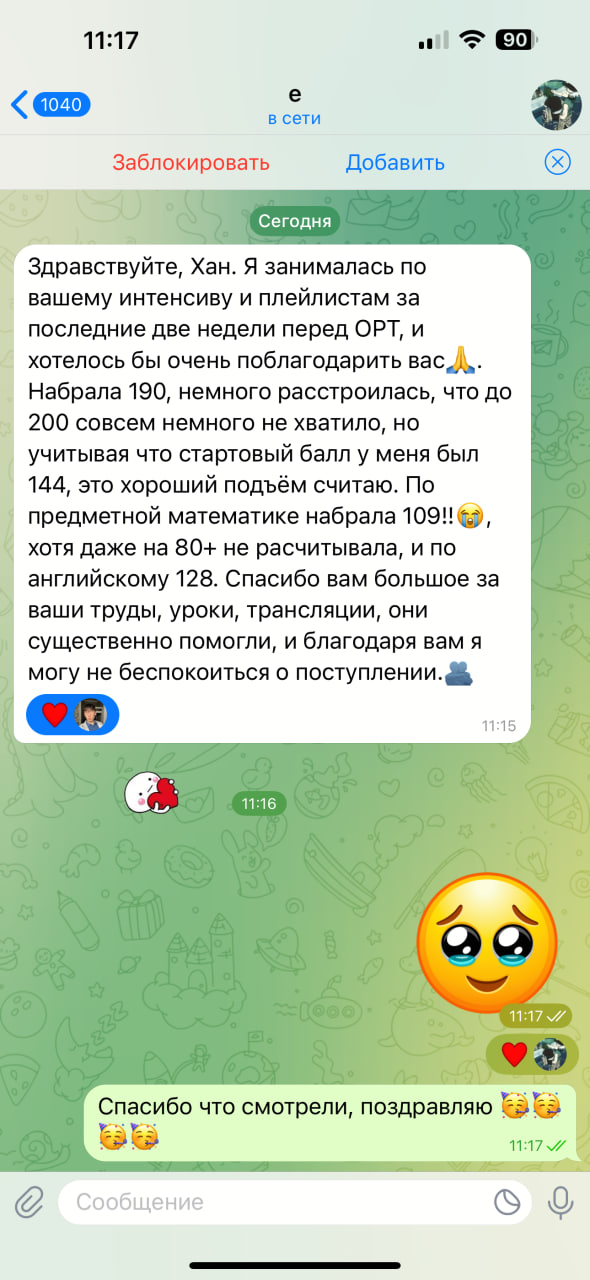 11:17
90
1040
е
в сети
Заблокировать
Добавить
Сегодня
Здравствуйте, Хан. Я занималась по
вашему интенсиву и плейлистам за
последние две недели перед ОРТ, и
хотелось бы очень поблагодарить вас🙏.
Набрала 190, немного расстроилась, что до
200 совсем немного не хватило, но
учитывая что стартовый балл у меня был
144, это хороший подъём считаю. По
предметной математике набрала 109!!😭,
хотя даже на 80+ не расчитывала, и по
английскому 128. Спасибо вам большое за
ваши труды, уроки, трансляции, они
существенно помогли, и благодаря вам я
могу не беспокоиться о поступлении.🫂
11:15
11:16
11:17
Спасибо что смотрели, поздравляю 🥳🥳
🥳🥳
11:17
Сообщение